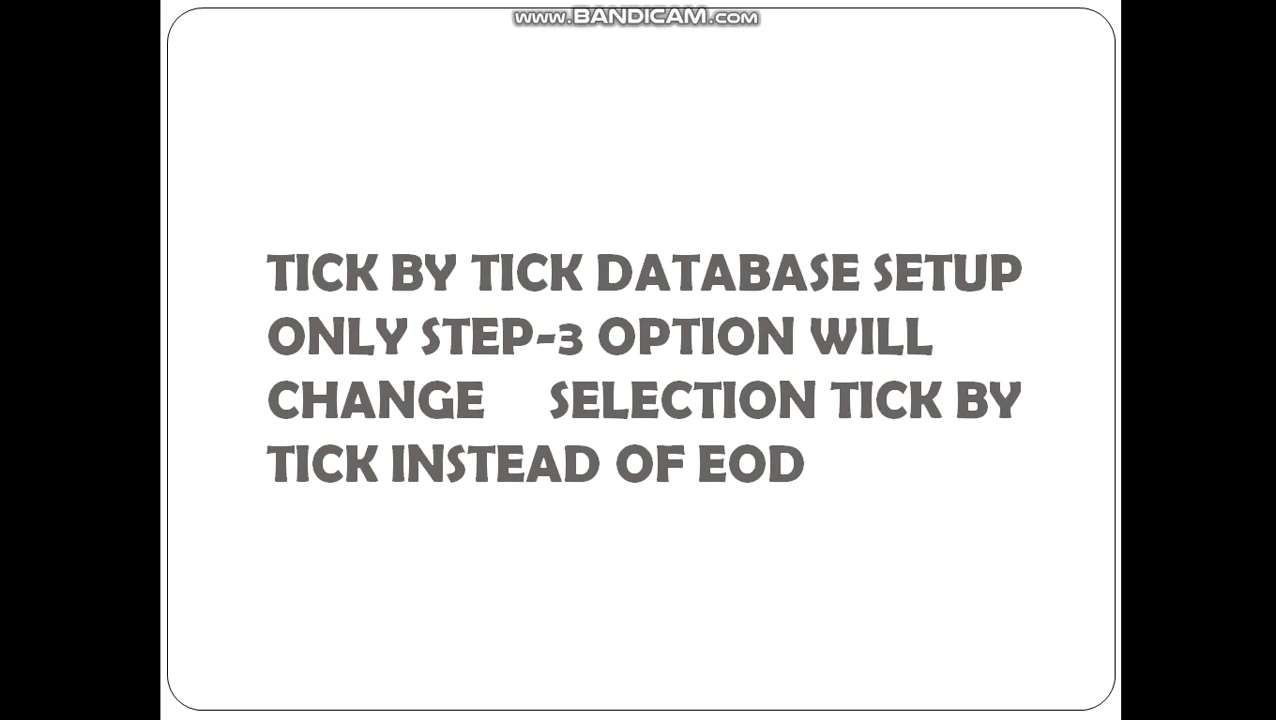 www.BANDICAM.com
TICK BY TICK DATABASE SETUP
ONLY STEP-3 OPTION WILL
CHANGE SELECTION TICK BY
TICK INSTEAD OF EOD